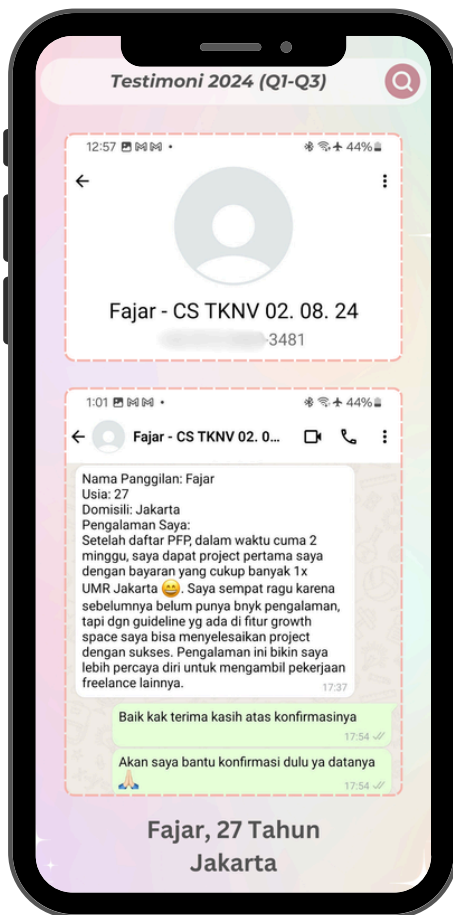 Testimoni 2024 (Q1-Q3)
12:57
44%
Fajar - CS TKNV 02. 08. 24
-3481
1:01
44%
Fajar - CS TKNV 02. 0...
Nama Panggilan: Fajar
Usia: 27
Domisili: Jakarta
Pengalaman Saya:
Setelah daftar PFP, dalam waktu cuma 2
minggu, saya dapat project pertama saya
dengan bayaran yang cukup banyak 1x
UMR Jakarta 😄. Saya sempat ragu karena
sebelumnya belum punya bnyk pengalaman,
tapi dgn guideline yg ada di fitur growth
space saya bisa menyelesaikan project
dengan sukses. Pengalaman ini bikin saya
lebih percaya diri untuk mengambil pekerjaan
freelance lainnya.
17:37
Baik kak terima kasih atas konfirmasinya
17:54
Akan saya bantu konfirmasi dulu ya datanya
🙏🏻
17:54
Fajar, 27 Tahun
Jakarta